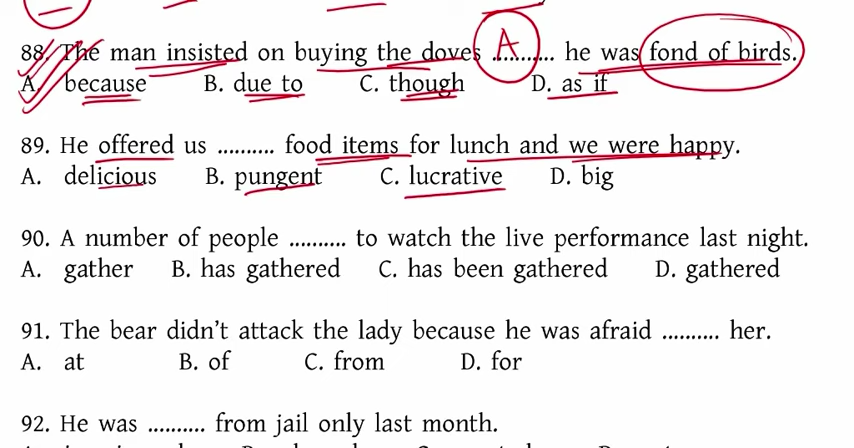 88. The man insisted on buying the doves .......... he was fond of birds.
A
A. because B. due to C. though D. as if
89. He offered us .......... food items for lunch and we were happy.
A. delicious B. pungent C. lucrative D. big
90. A number of people .......... to watch the live performance last night.
A. gather B. has gathered C. has been gathered D. gathered
91. The bear didn't attack the lady because he was afraid .......... her.
A. at B. of C. from D. for
92. He was .......... from jail only last month.